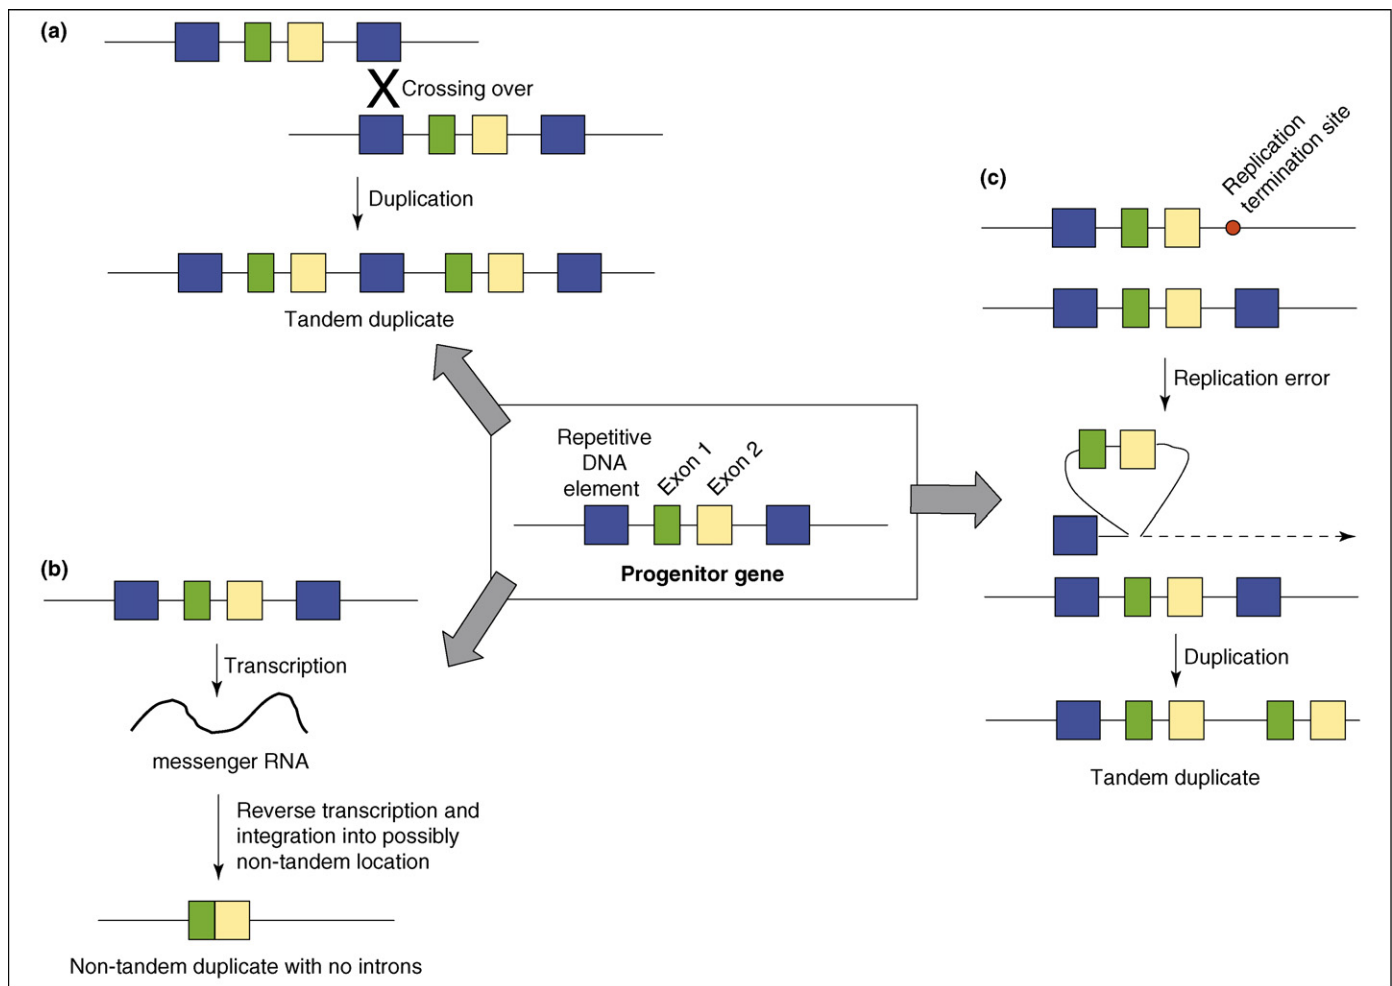 (a)
Crossing over
Duplication
Tandem duplicate
Repetitive
DNA
element
Exon 1
Exon 2
Progenitor gene
(b)
Transcription
messenger RNA
Reverse transcription and
integration into possibly
non-tandem location
Non-tandem duplicate with no introns
(c)
Replication
termination site
Replication error
Duplication
Tandem duplicate